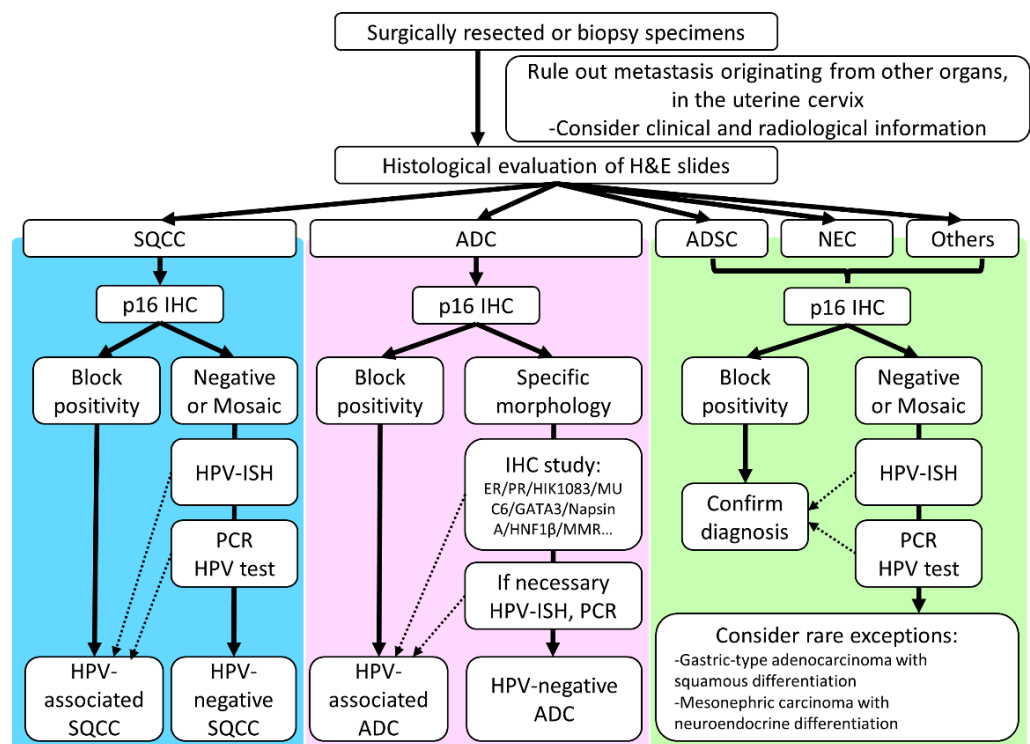 Surgically resected or biopsy specimens
Rule out metastasis originating from other organs,
in the uterine cervix
-Consider clinical and radiological information
Histological evaluation of H&E slides
SQCC
p16 IHC
Block
positivity
Negative
or Mosaic
HPV-ISH
PCR
HPV test
HPV-
associated
SQCC
HPV-
negative
SQCC
ADC
p16 IHC
Block
positivity
Specific
morphology
IHC study:
ER/PR/HIK1083/MU
C6/GATA3/Napsin
A/HNF1β/MMR...
If necessary
HPV-ISH, PCR
HPV-
associated
ADC
HPV-negative
ADC
ADSC
NEC
Others
p16 IHC
Block
positivity
Negative
or Mosaic
HPV-ISH
Confirm
diagnosis
PCR
HPV test
Consider rare exceptions:
-Gastric-type adenocarcinoma with
squamous differentiation
-Mesonephric carcinoma with
neuroendocrine differentiation